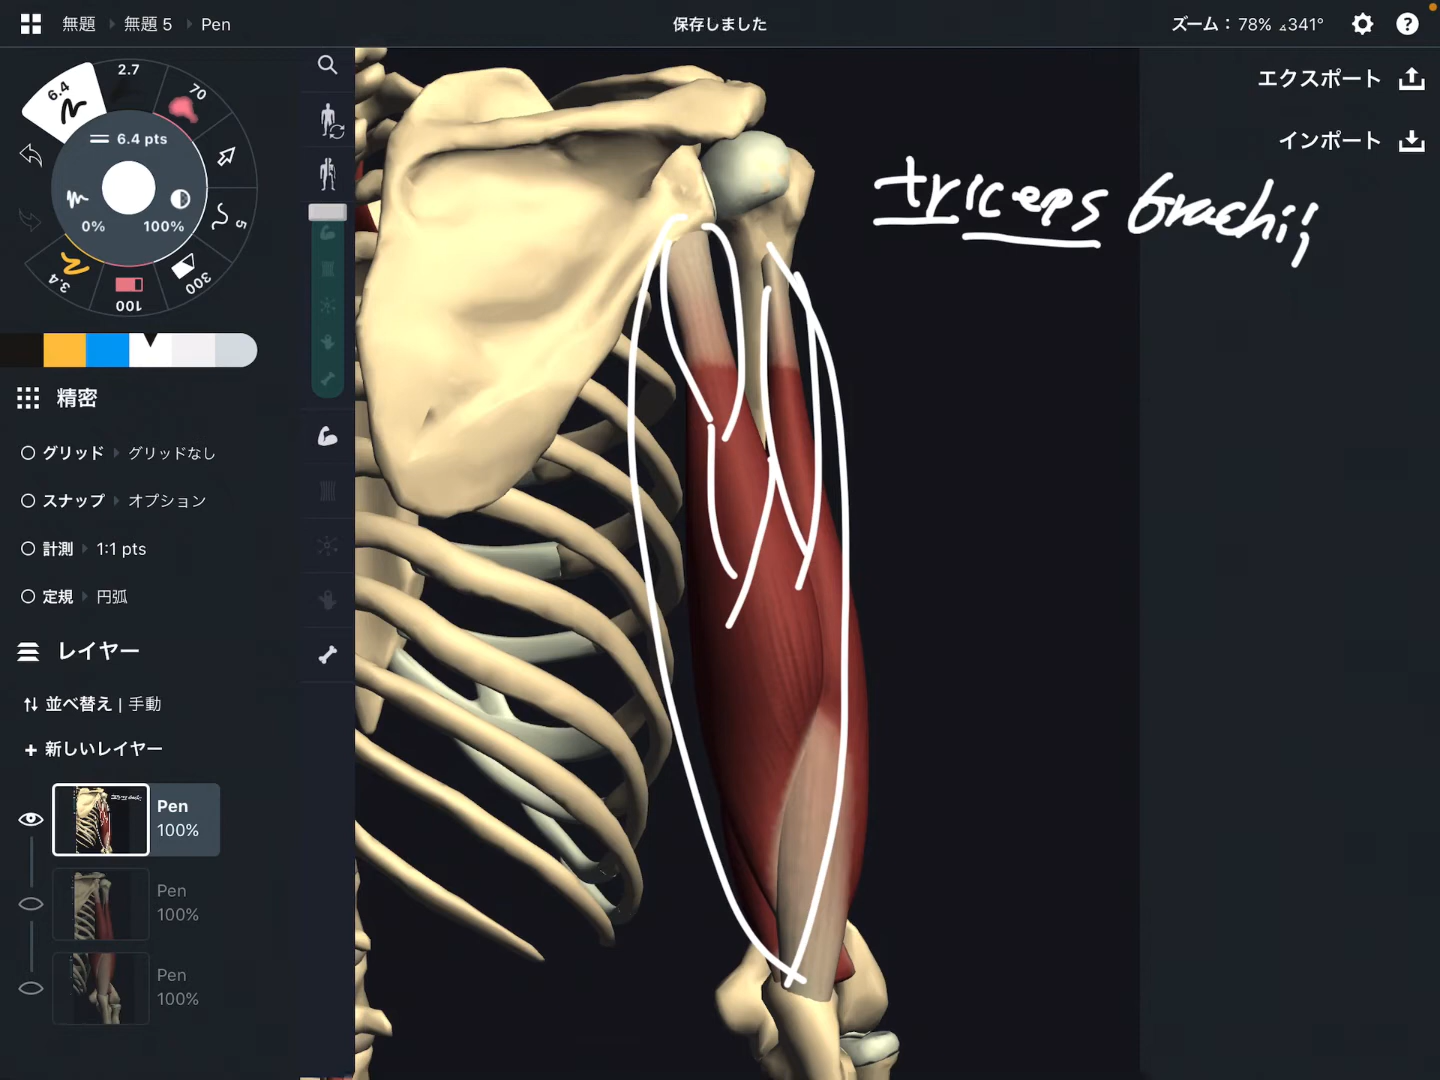 無題 無題 5 Pen
保存しました
ズーム： 78% ⊿341°
エクスポート
インポート
triceps brachii
6.4
2.7
70
5
300
100
3.4
6.4 pts
0%
100%
精密
グリッド グリッドなし
スナップ オプション
計測 1:1 pts
定規 円弧
レイヤー
並べ替え | 手動
+ 新しいレイヤー
Pen
100%
Pen
100%
Pen
100%